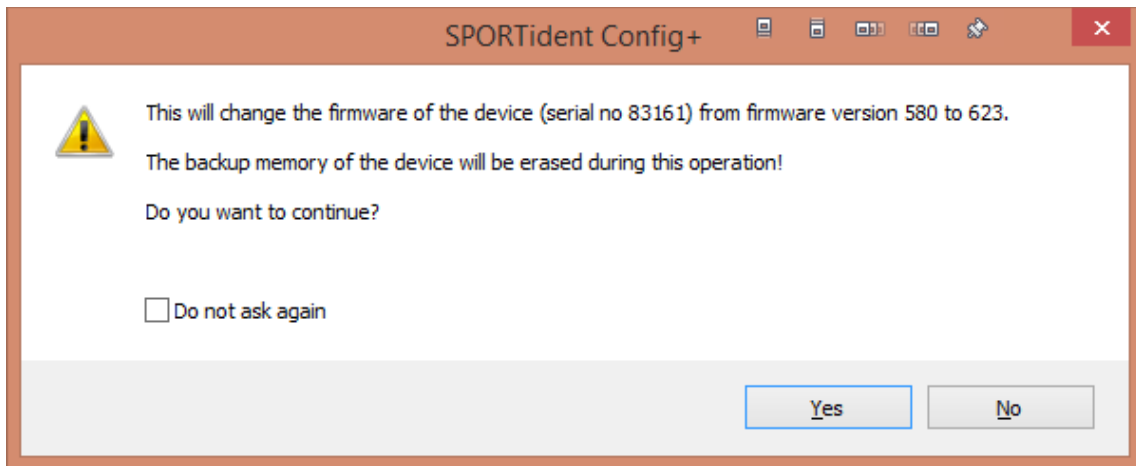 SPORTident Config+
This will change the firmware of the device (serial no 83161) from firmware version 580 to 623.
The backup memory of the device will be erased during this operation!
Do you want to continue?
Do not ask again
Yes
No